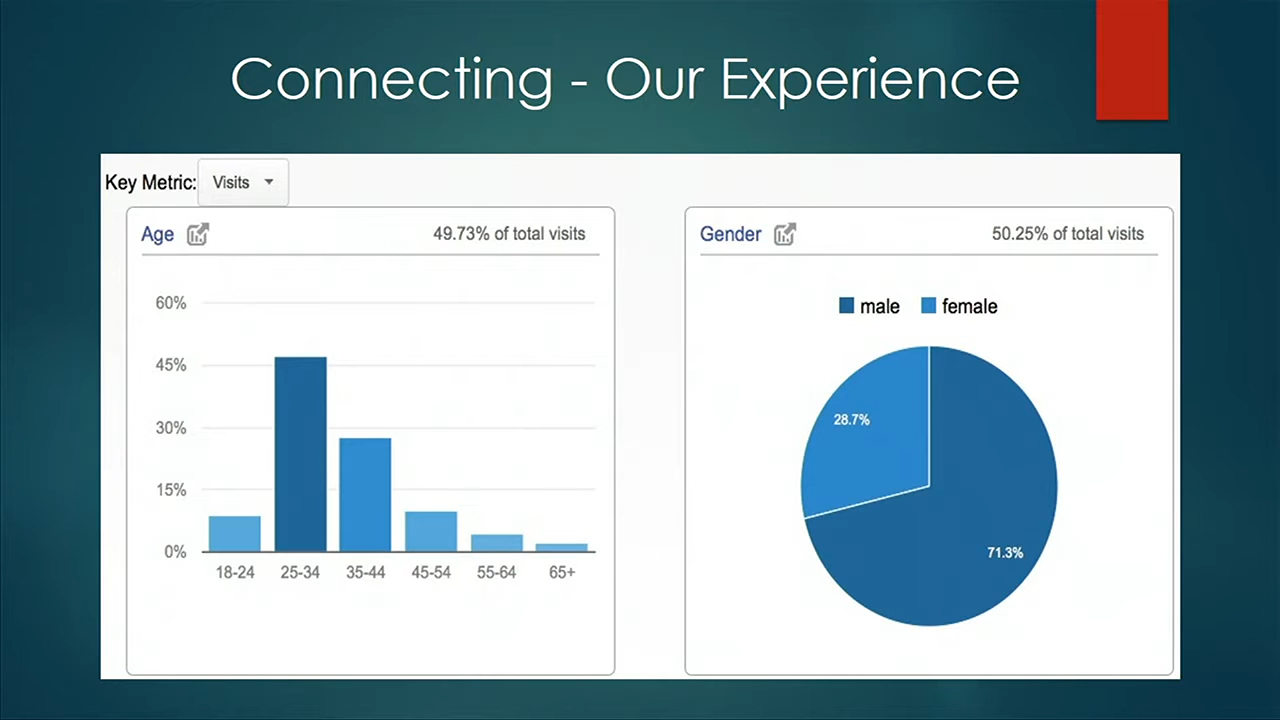 Connecting - Our Experience
Key Metric: Visits
Age 49.73% of total visits
60%
45%
30%
15%
0%
18-24 25-34 35-44 45-54 55-64 65+
Gender 50.25% of total visits
male female
28.7%
71.3%